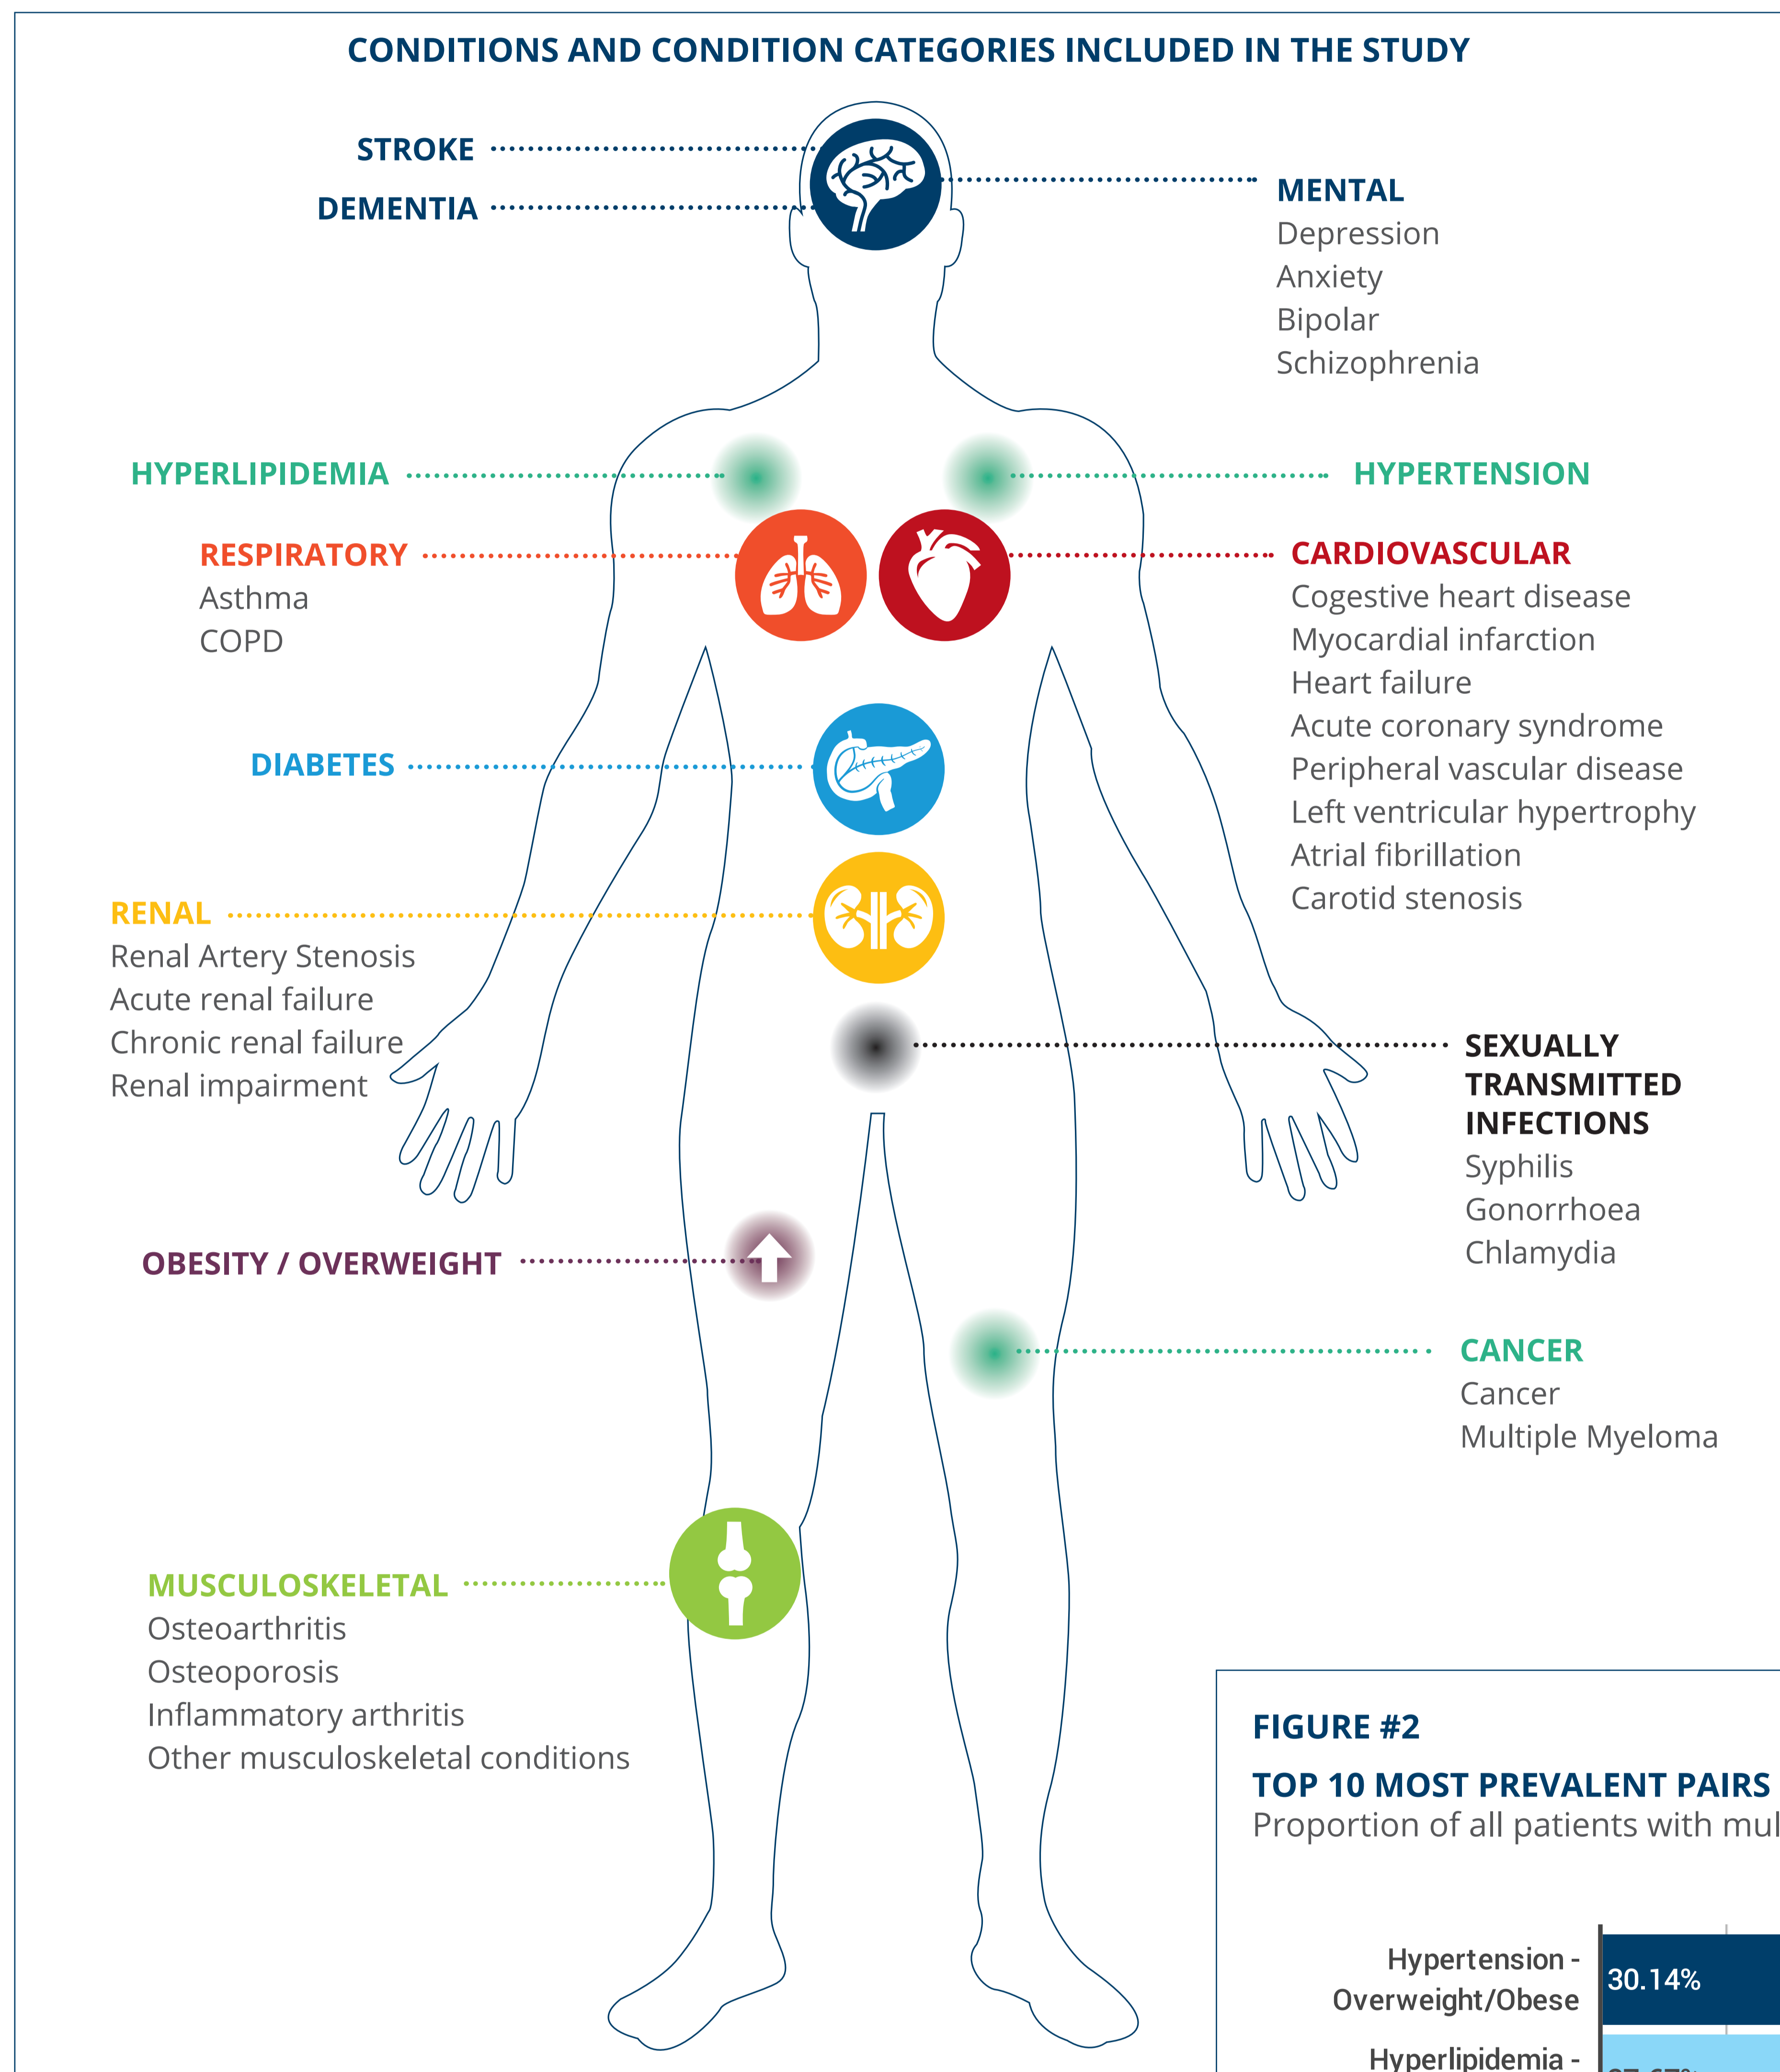 CONDITIONS AND CONDITION CATEGORIES INCLUDED IN THE STUDY
STROKE
DEMENTIA
MENTAL
Depression
Anxiety
Bipolar
Schizophrenia
HYPERLIPIDEMIA
HYPERTENSION
RESPIRATORY
Asthma
COPD
CARDIOVASCULAR
Cogestive heart disease
Myocardial infarction
Heart failure
Acute coronary syndrome
Peripheral vascular disease
Left ventricular hypertrophy
Atrial fibrillation
Carotid stenosis
DIABETES
RENAL
Renal Artery Stenosis
Acute renal failure
Chronic renal failure
Renal impairment
SEXUALLY
TRANSMITTED
INFECTIONS
Syphilis
Gonorrhoea
Chlamydia
OBESITY / OVERWEIGHT
CANCER
Cancer
Multiple Myeloma
MUSCULOSKELETAL
Osteoarthritis
Osteoporosis
Inflammatory arthritis
Other musculoskeletal conditions
FIGURE #2
TOP 10 MOST PREVALENT PAIRS
Proportion of all patients with mul
Hypertension -
Overweight/Obese
30.14%
Hyperlipidemia -